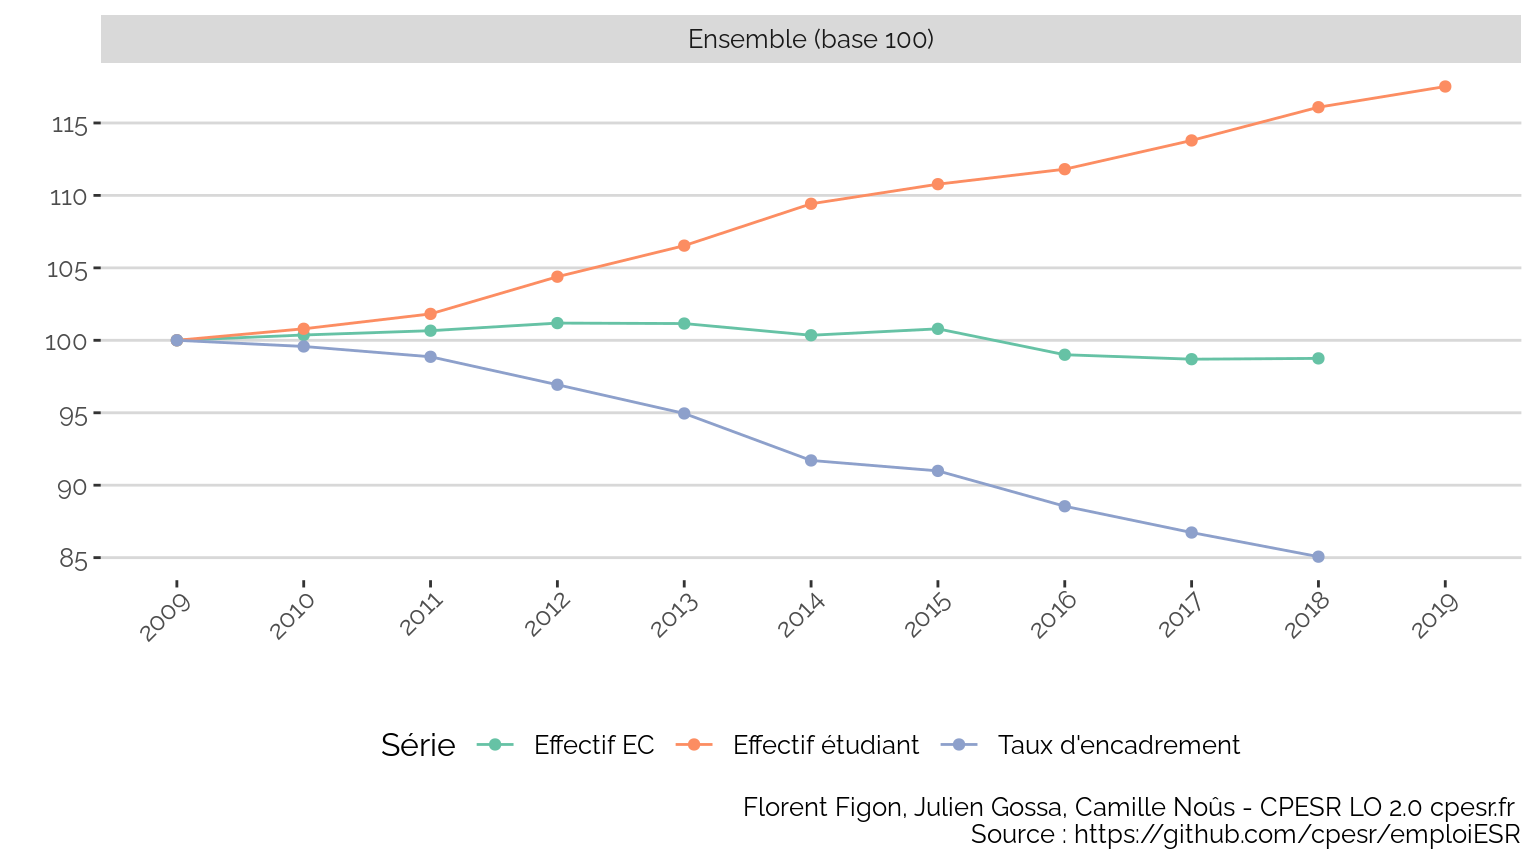 Ensemble (base 100)
115
110
105
100
95
90
85
2009 2010 2011 2012 2013 2014 2015 2016 2017 2018 2019
Série Effectif EC Effectif étudiant Taux d'encadrement
Florent Figon, Julien Gossa, Camille Noûs - CPESR LO 2.0 cpesr.fr
Source : https://github.com/cpesr/emploiESR